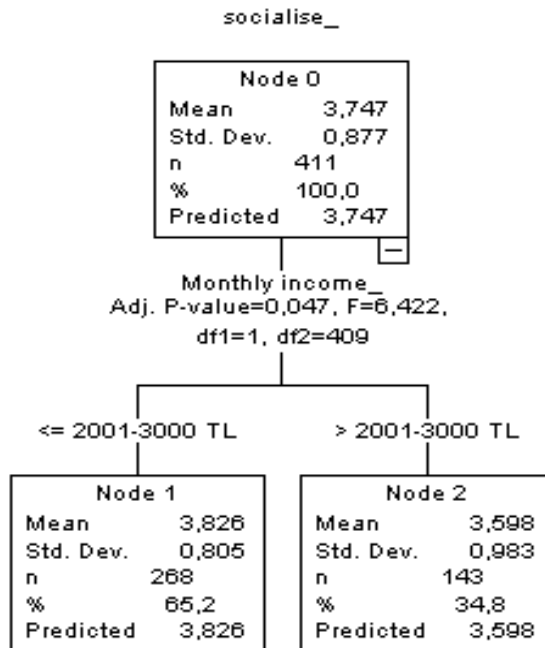 socialise_
Node 0
Mean 3,747
Std. Dev. 0,877
n 411
% 100,0
Predicted 3,747
Monthly income_
Adj. P-value=0,047, F=6,422,
df1=1, df2=409
<= 2001-3000 TL
> 2001-3000 TL
Node 1
Mean 3,826
Std. Dev. 0,805
n 268
% 65,2
Predicted 3,826
Node 2
Mean 3,598
Std. Dev. 0,983
n 143
% 34,8
Predicted 3,598